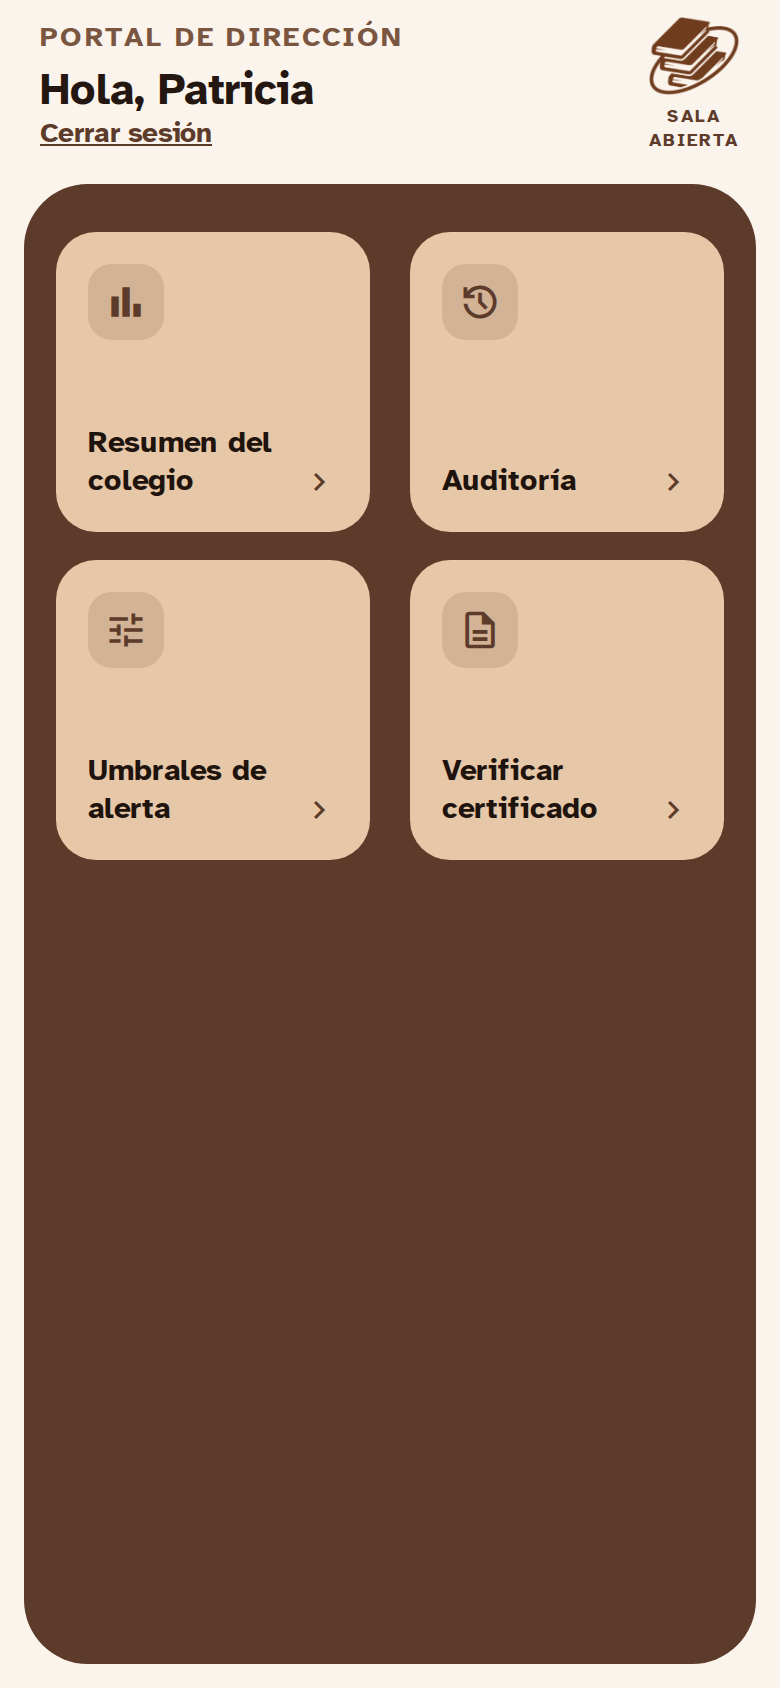 PORTAL DE DIRECCIÓN
Hola, Patricia
Cerrar sesión
SALA
ABIERTA
Resumen del
colegio
Auditoría
Umbrales de
alerta
Verificar
certificado